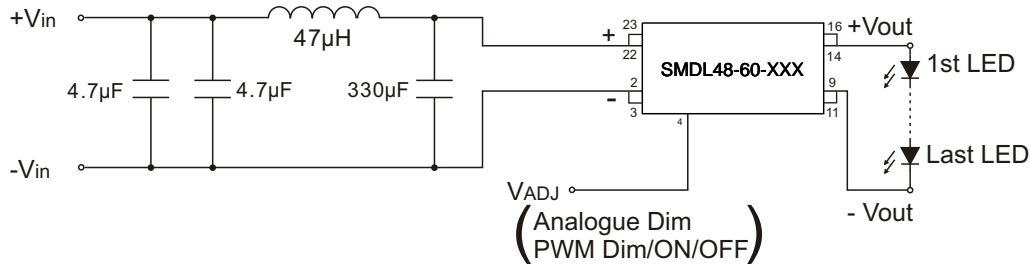 +Vin
47µH
4.7µF
4.7µF
330µF
-Vin
+
-
23
22
2
3
SMDL48-60-XXX
4
16
14
9
11
+Vout
1st LED
Last LED
- Vout
VADJ
(Analogue Dim
PWM Dim/ON/OFF)